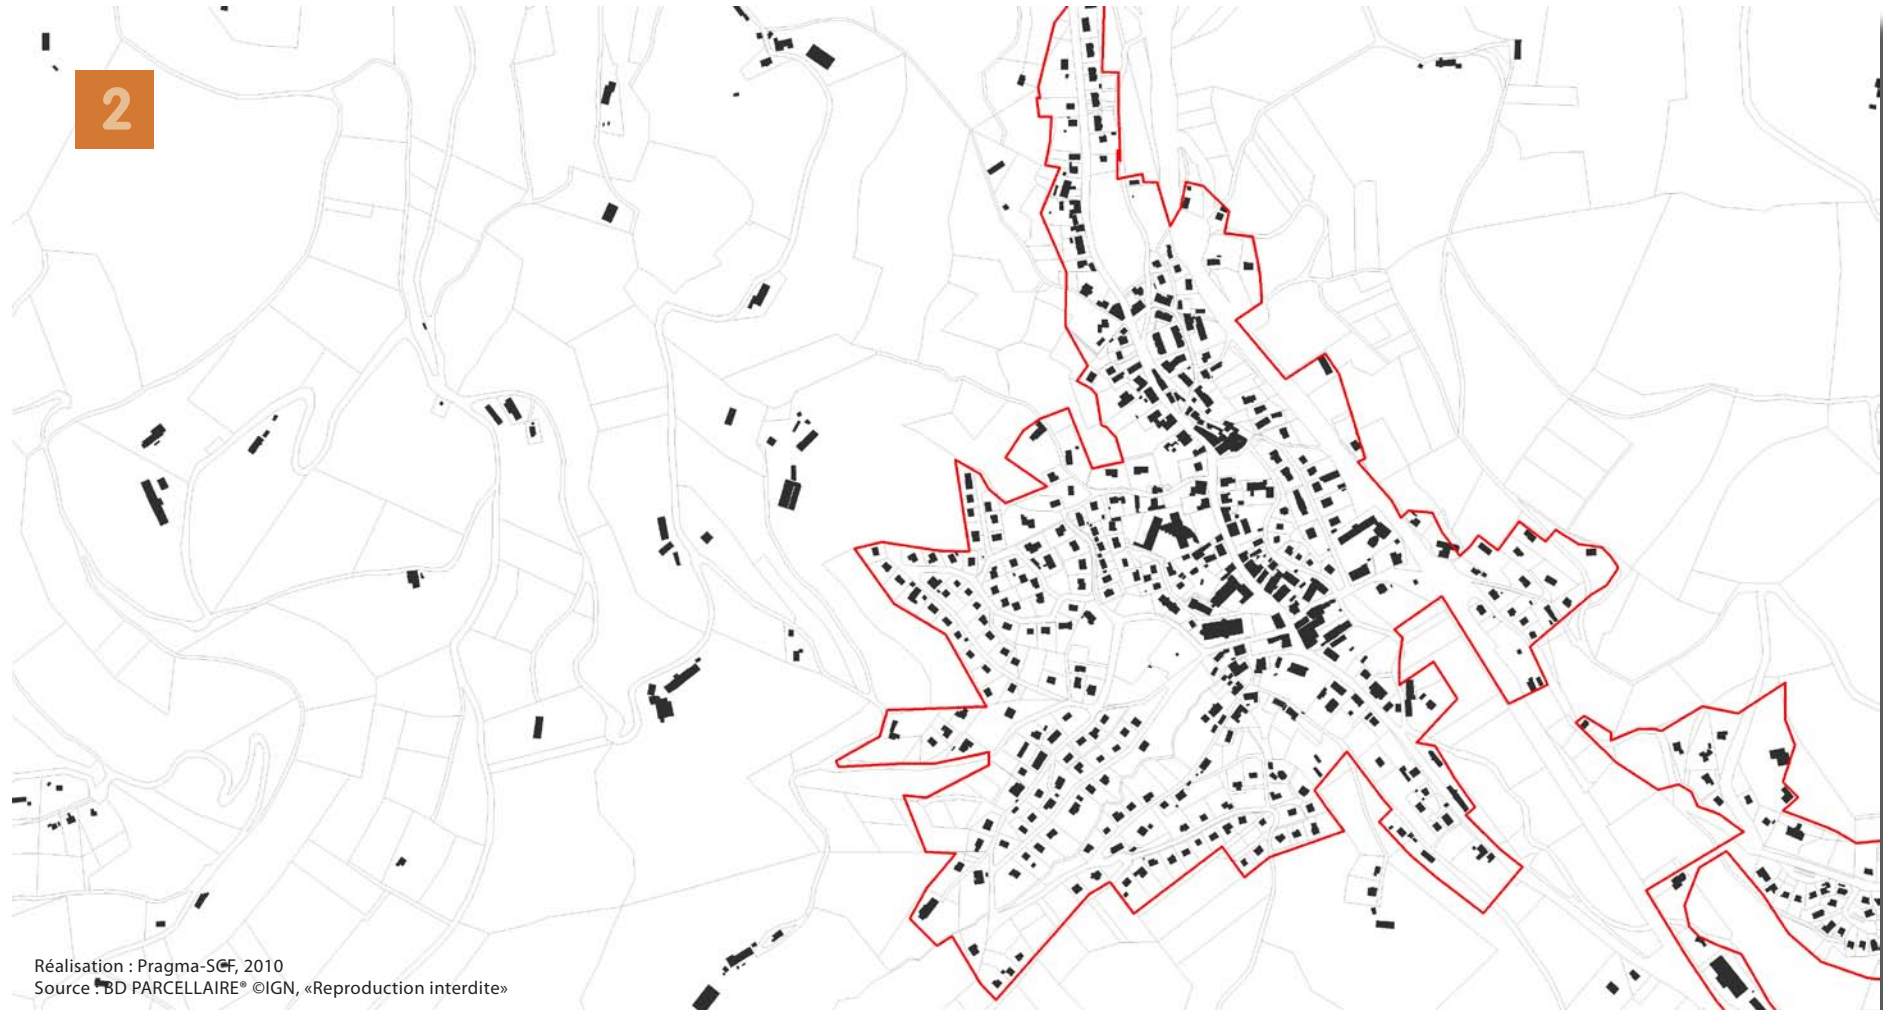 2
Réalisation : Pragma-SCF, 2010
Source : BD PARCELLAIRE® ©IGN, «Reproduction interdite»